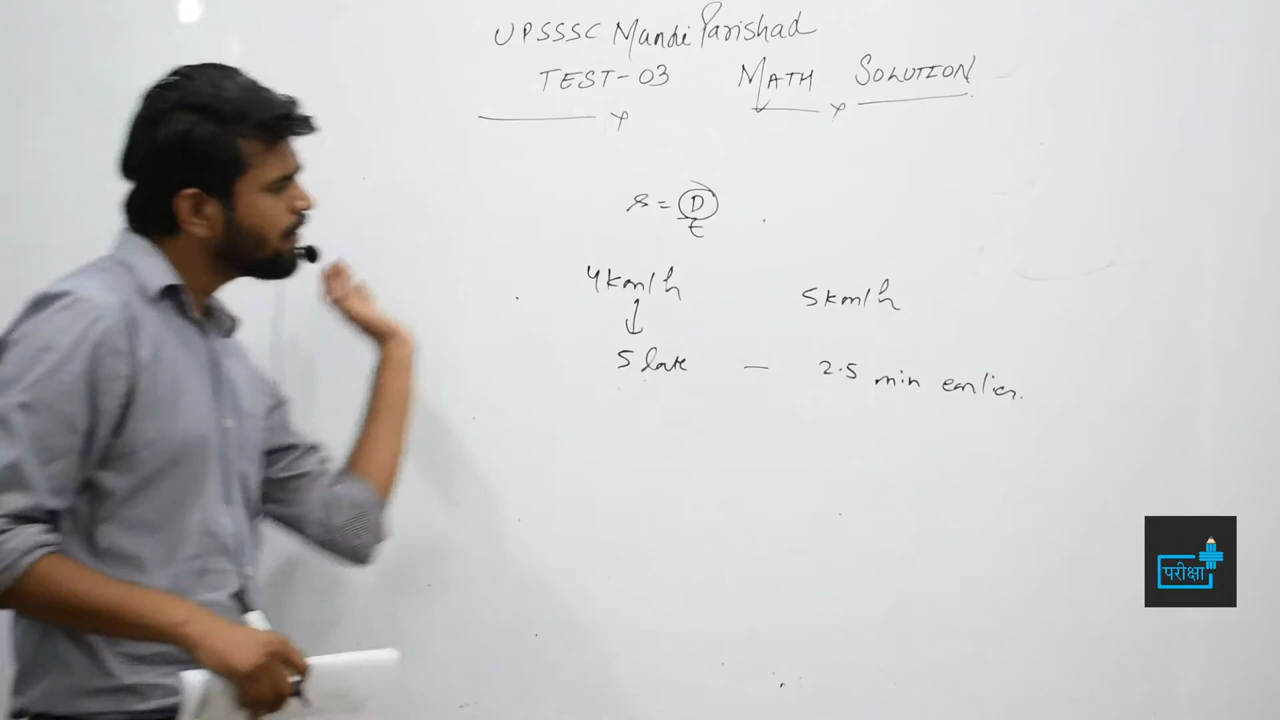 UPSSSC Mandi Parishad
TEST-03 MATH SOLUTION
s = D/t
4km/h 5km/h
5 late — 2.5 min earlier.
परीक्षा